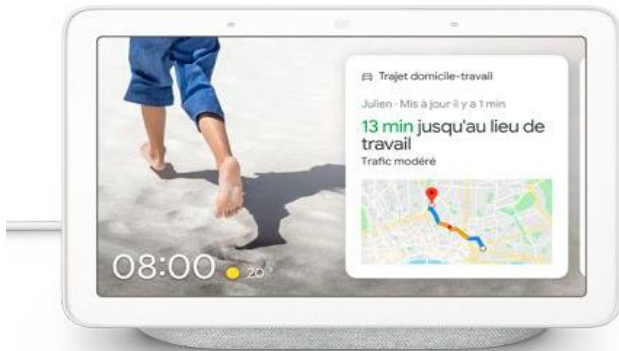 Trajet domicile-travail
Julien · Mis à jour il y a 1 min
13 min jusqu'au lieu de
travail
Trafic modéré
08:00 20